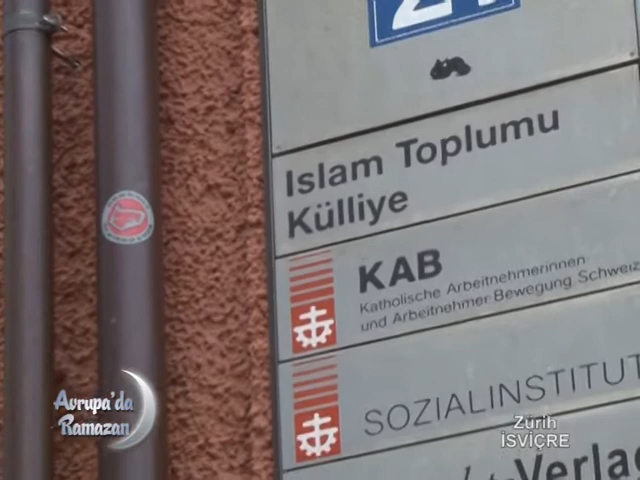 Islam Toplumu
Külliye
KAB
Katholische Arbeitnehmerinnen
und Arbeitnehmer Bewegung Schweiz
SOZIALINSTITUT
Verlag
Avrupa'da
Ramazan
Zürih
İSVİÇRE